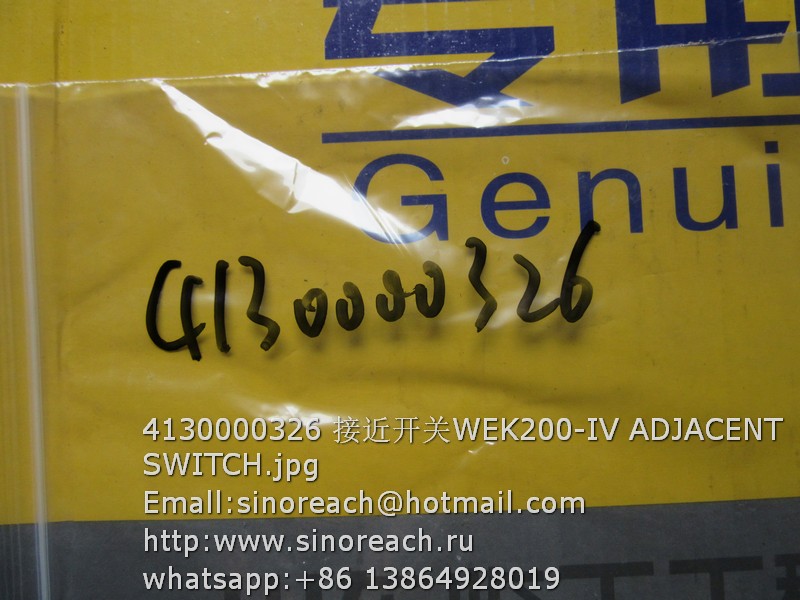 Genui
4130000326
4130000326 接近开关WEK200-IV ADJACENT
SWITCH.jpg
Emall:sinoreach@hotmail.com
http:www.sinoreach.ru
whatsapp:+86 13864928019